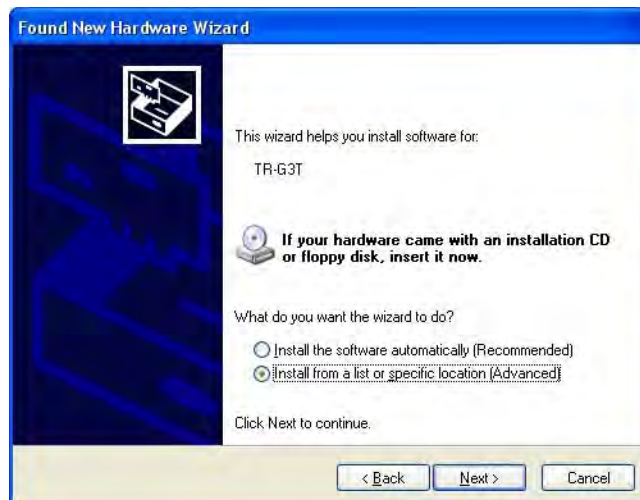 Found New Hardware Wizard
This wizard helps you install software for:
TR-G3T
If your hardware came with an installation CD
or floppy disk, insert it now.
What do you want the wizard to do?
Install the software automatically (Recommended)
Install from a list or specific location (Advanced)
Click Next to continue.
< Back Next > Cancel